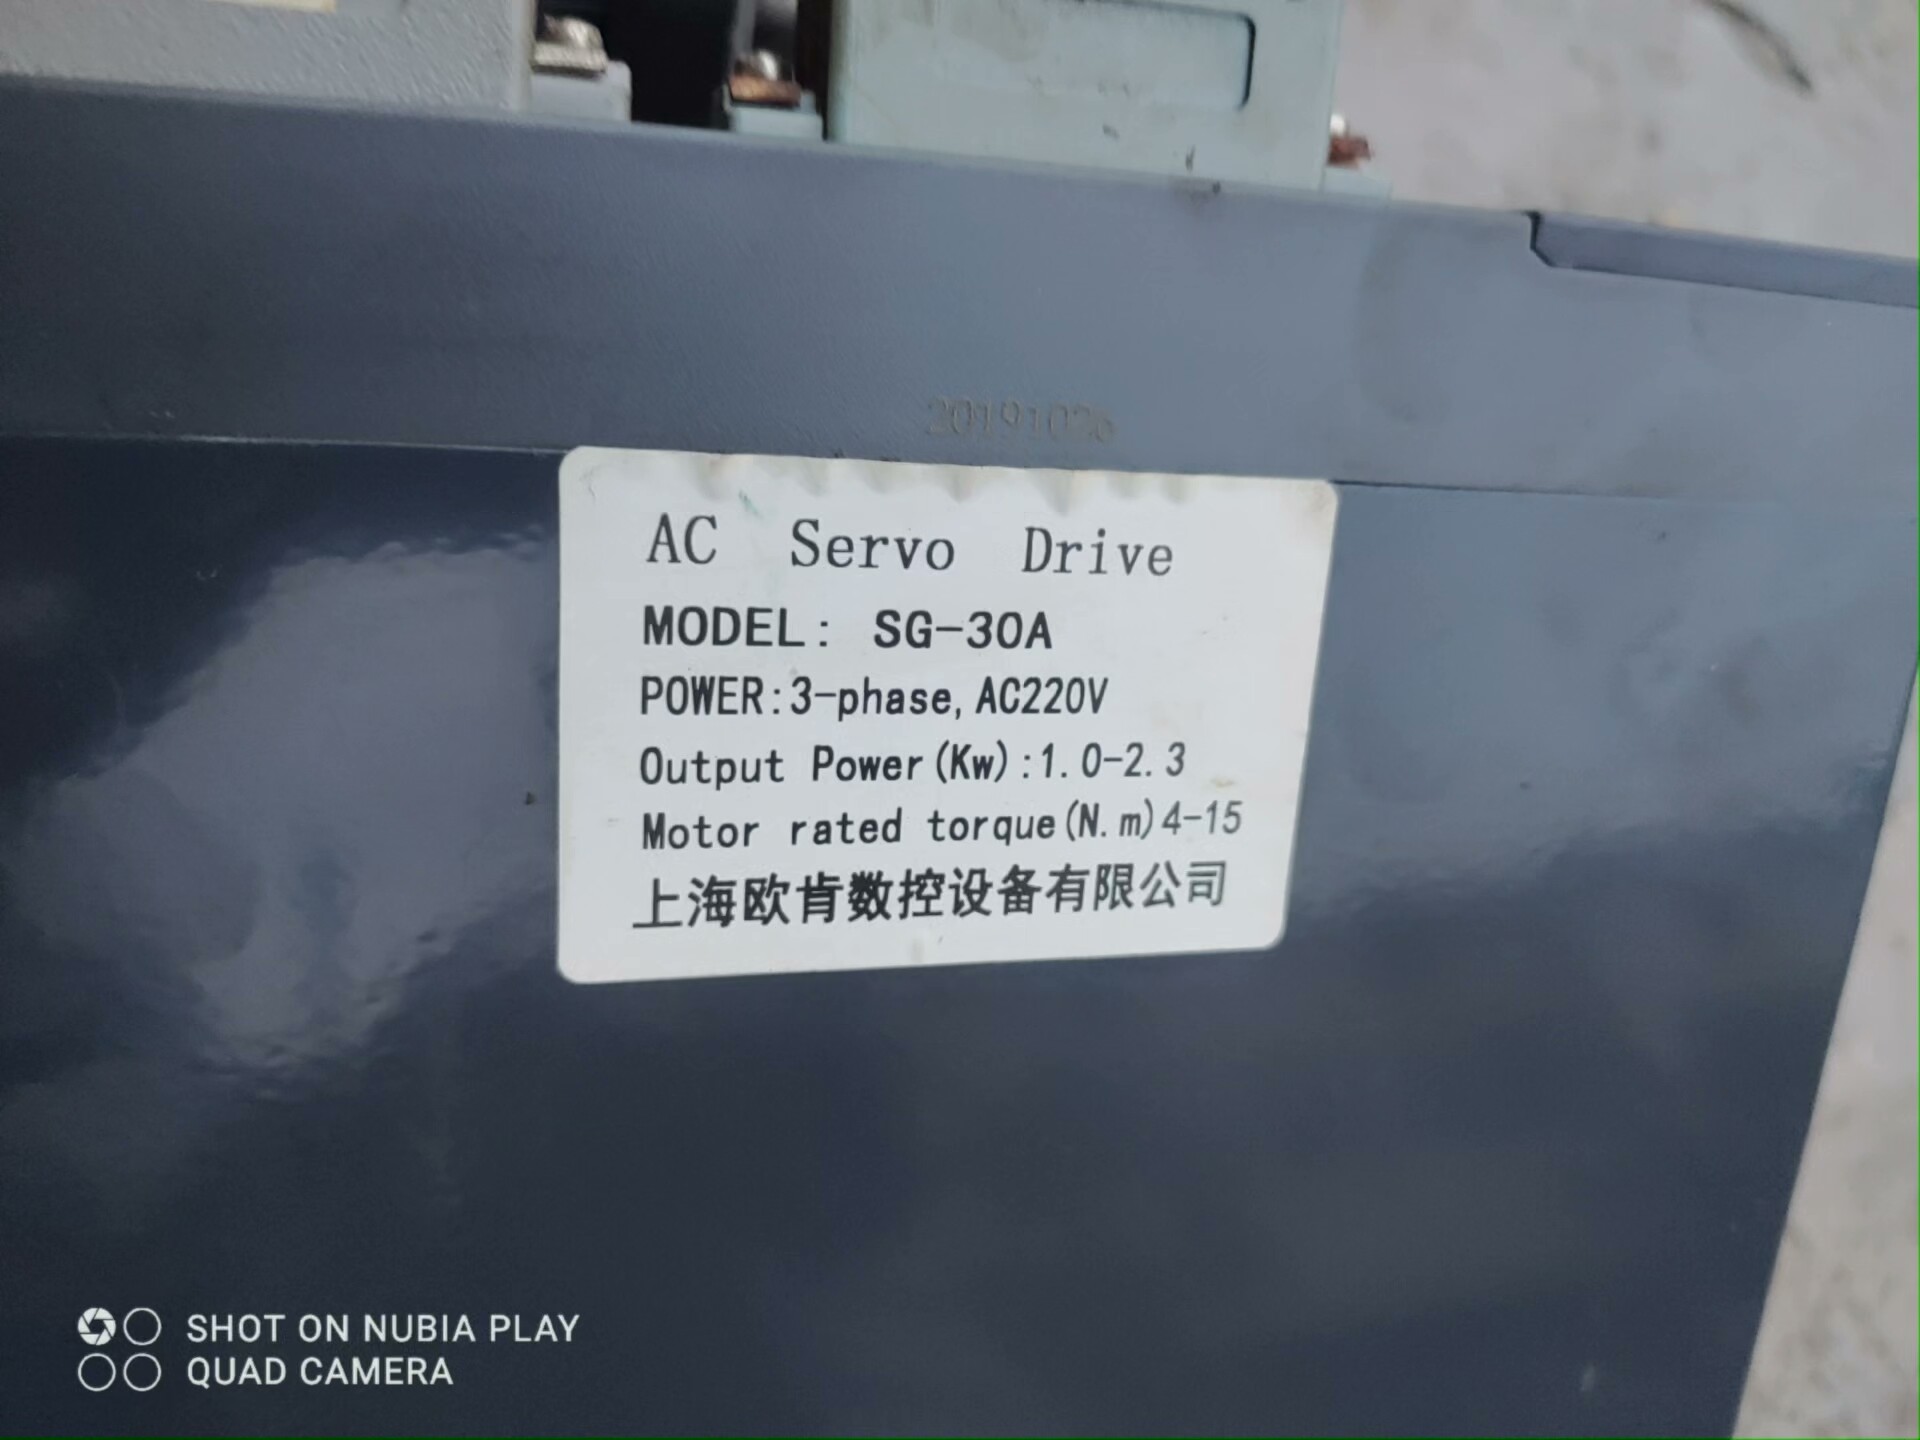 20191026
AC Servo Drive
MODEL: SG-30A
POWER:3-phase,AC220V
Output Power(Kw):1.0-2.3
Motor rated torque(N.m)4-15
上海欧肯数控设备有限公司
SHOT ON NUBIA PLAY
QUAD CAMERA